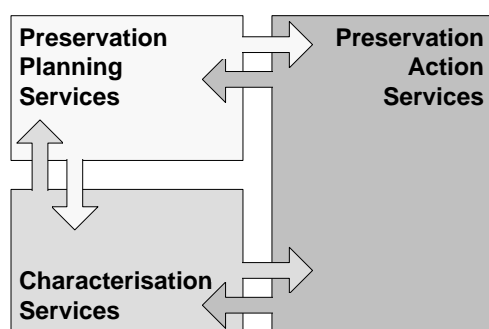 Preservation
Planning
Services
Preservation
Action
Services
Characterisation
Services